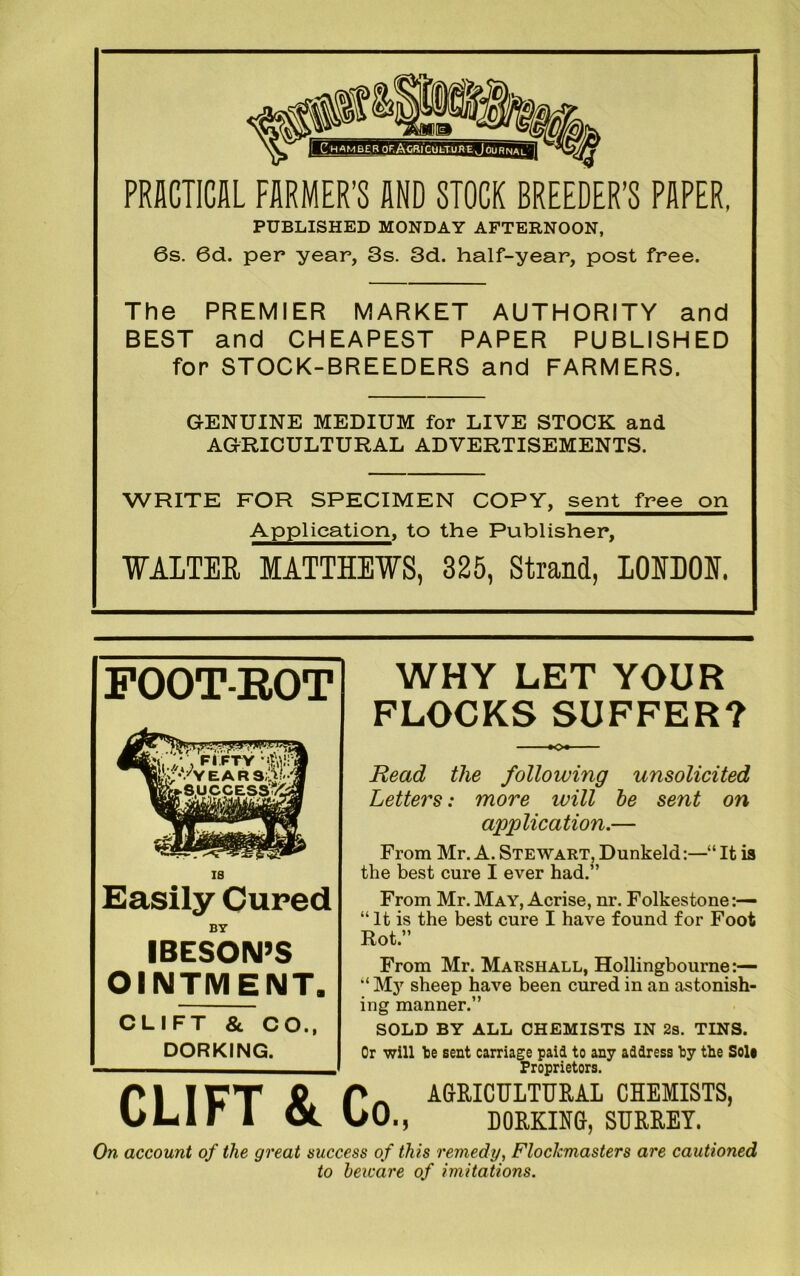 Farmer & Stock-Breeder
AND
CHAMBER OF AGRICULTURE JOURNAL
PRACTICAL FARMER'S AND STOCK BREEDER'S PAPER,
PUBLISHED MONDAY AFTERNOON,
6s. 6d. per year, 3s. 3d. half-year, post free.
The PREMIER MARKET AUTHORITY and
BEST and CHEAPEST PAPER PUBLISHED
for STOCK-BREEDERS and FARMERS.
GENUINE MEDIUM for LIVE STOCK and
AGRICULTURAL ADVERTISEMENTS.
WRITE FOR SPECIMEN COPY, sent free on
Application, to the Publisher,
WALTER MATTHEWS, 325, Strand, LONDON.
FOOT-ROT
FIFTY
YEARS
SUCCESS
IS
Easily Cured
BY
IBESON'S
OINTMENT.
CLIFT & CO.,
DORKING.
WHY LET YOUR
FLOCKS SUFFER?
Read the following unsolicited
Letters: more will be sent on
application.—
From Mr. A. STEWART, Dunkeld:—“It is
the best cure I ever had.”
From Mr. MAY, Acrise, nr. Folkestone:—
“It is the best cure I have found for Foot
Rot.”
From Mr. MARSHALL, Hollingbourne:—
“My sheep have been cured in an astonish-
ing manner.”
SOLD BY ALL CHEMISTS IN 2s. TINS.
Or will be sent carriage paid to any address by the Sole
Proprietors.
CLIFT & Co., AGRICULTURAL CHEMISTS,
DORKING, SURREY.
On account of the great success of this remedy, Flockmasters are cautioned
to beware of imitations.